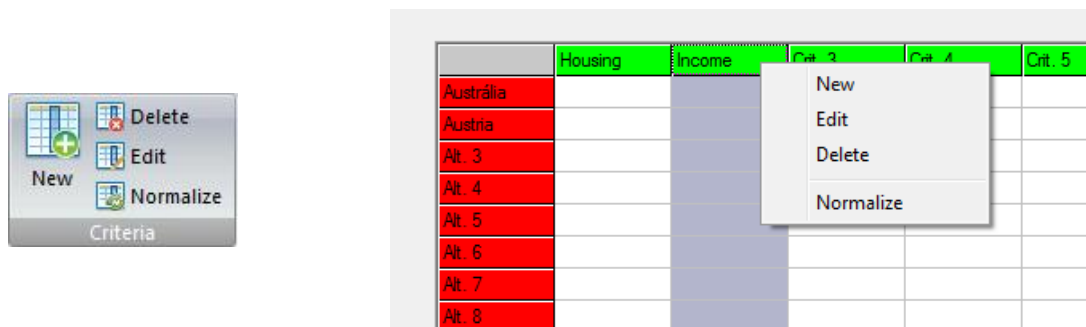 New
Delete
Edit
Normalize
Criteria
Housing Income Crit. 3 Crit. 4 Crit. 5
Austrália
Austria
Alt. 3
Alt. 4
Alt. 5
Alt. 6
Alt. 7
Alt. 8
New
Edit
Delete
Normalize